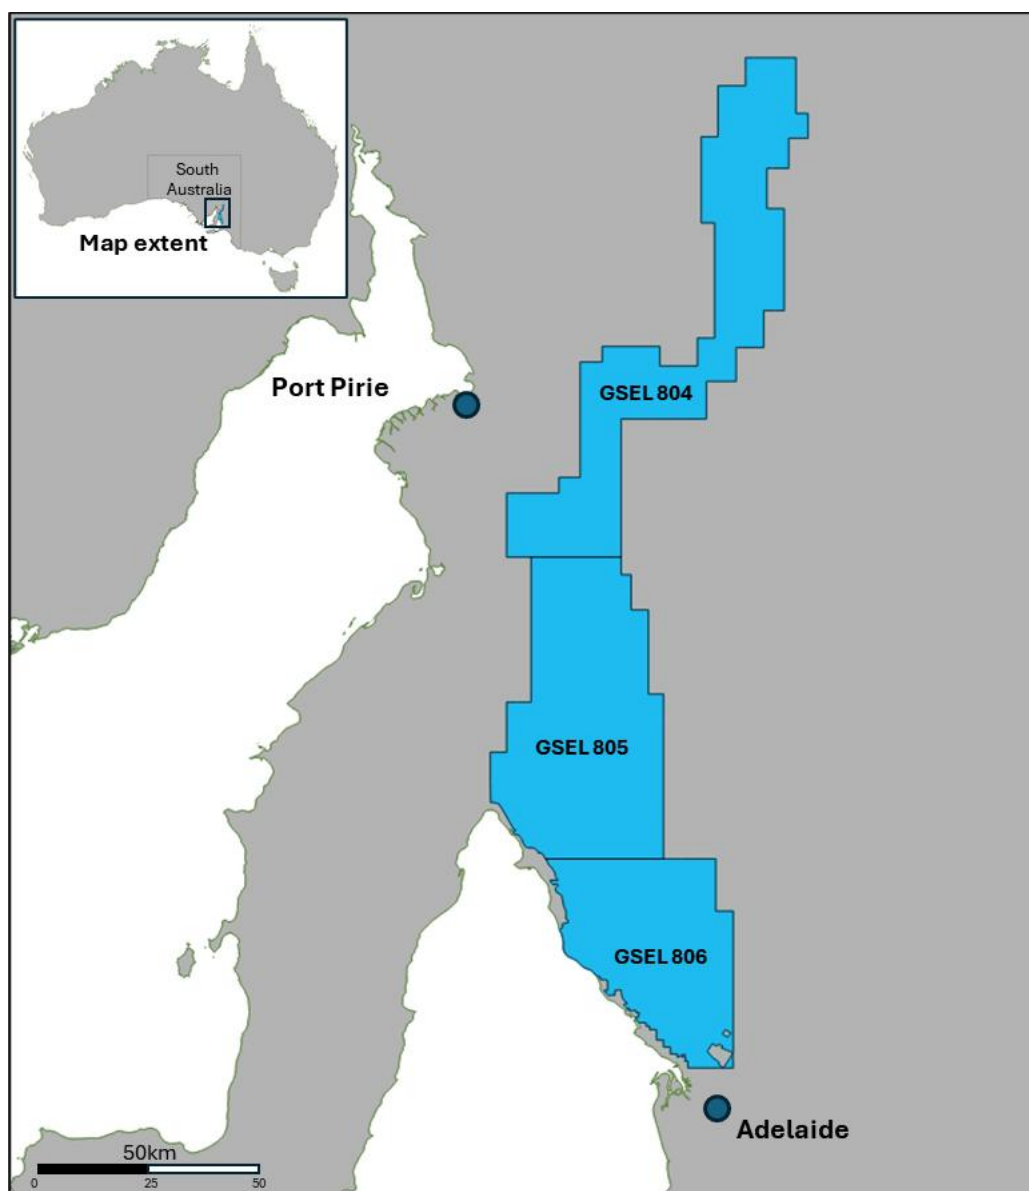 South
Australia
Map extent
Port Pirie
GSEL 804
GSEL 805
GSEL 806
Adelaide
50km
0 25 50